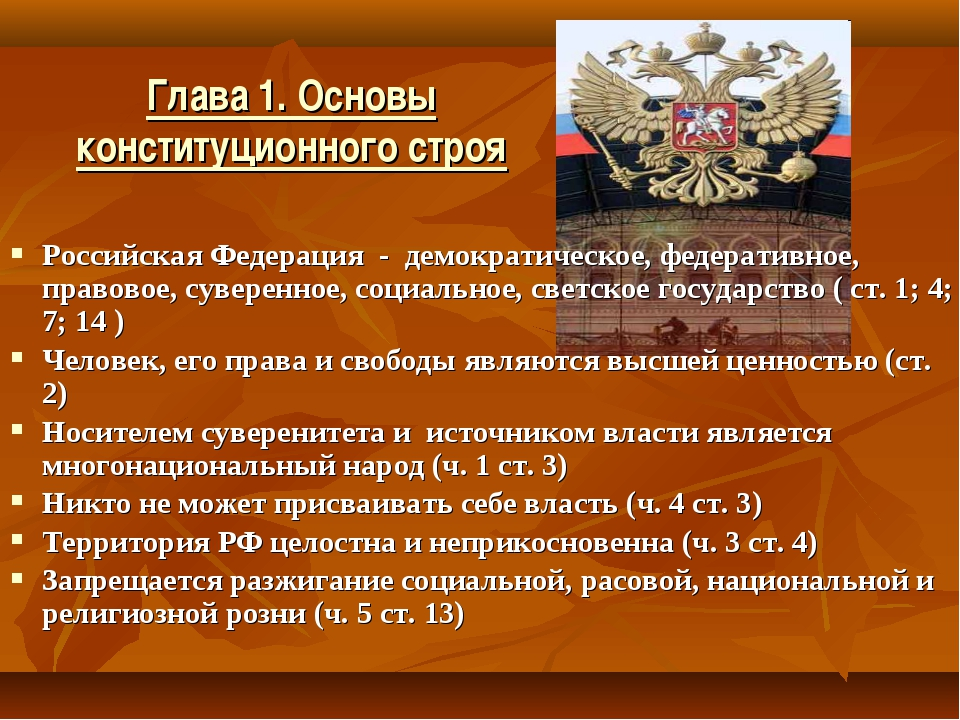 Глава 1. Основы
конституционного строя
Российская Федерация - демократическое, федеративное,
правовое, суверенное, социальное, светское государство ( ст. 1; 4;
7; 14 )
Человек, его права и свободы являются высшей ценностью (ст.
2)
Носителем суверенитета и источником власти является
многонациональный народ (ч. 1 ст. 3)
Никто не может присваивать себе власть (ч. 4 ст. 3)
Территория РФ целостна и неприкосновенна (ч. 3 ст. 4)
Запрещается разжигание социальной, расовой, национальной и
религиозной розни (ч. 5 ст. 13)